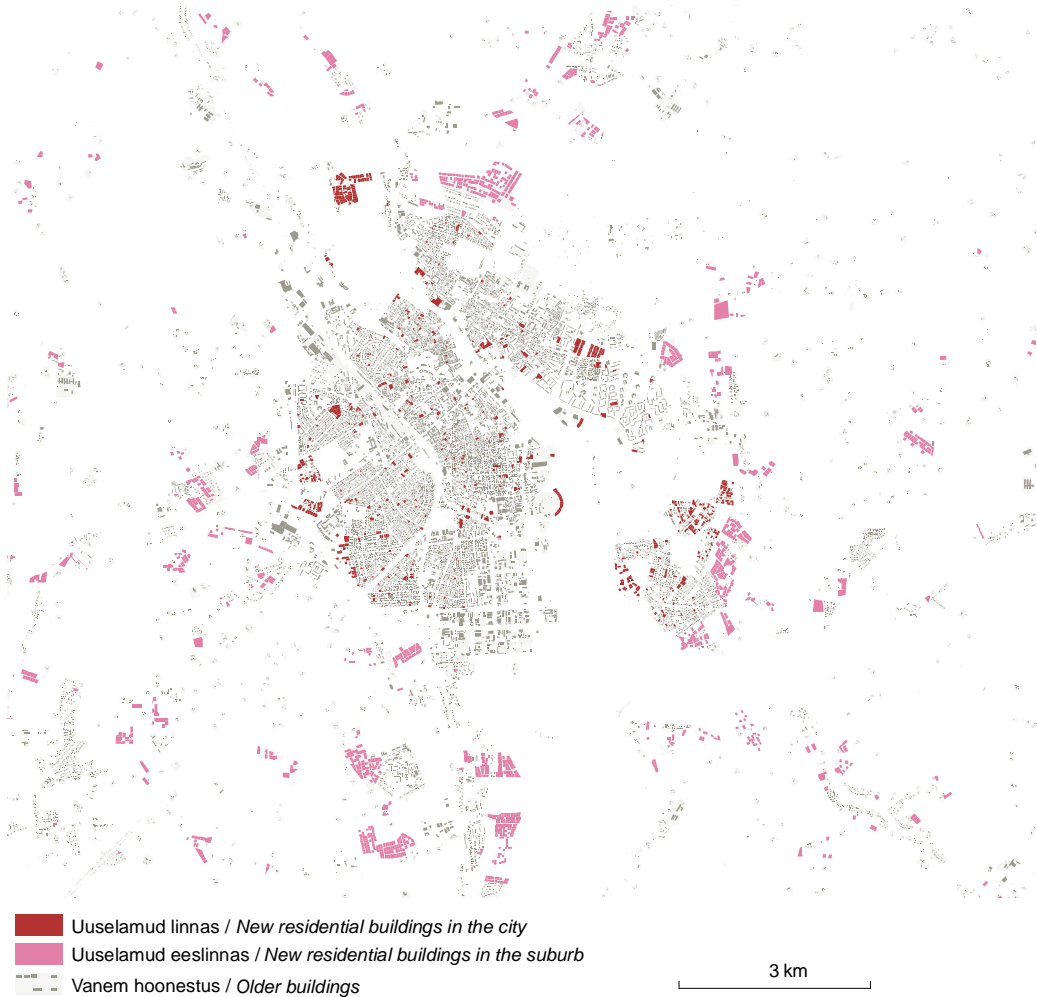 Uuselamud linnas / New residential buildings in the city
Uuselamud eeslinnas / New residential buildings in the suburb
Vanem hoonestus / Older buildings
3 km